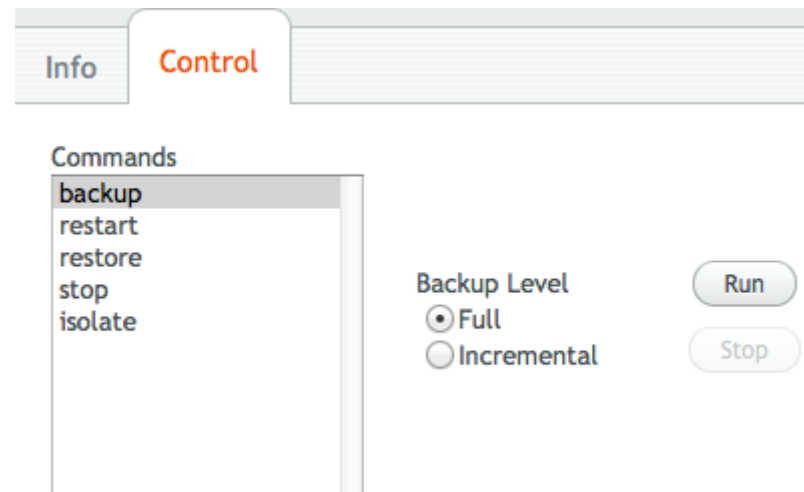 Info
Control
Commands
backup
restart
restore
stop
isolate
Backup Level
Full
Incremental
Run
Stop